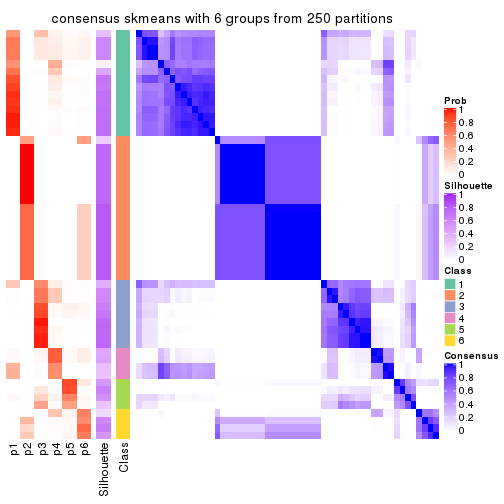 consensus skmeans with 6 groups from 250 partitions
Prob
1
0.8
0.6
0.4
0.2
0
Silhouette
1
0.8
0.6
0.4
0.2
0
Class
1
2
3
4
5
6
Consensus
1
0.8
0.6
0.4
0.2
0
p1
p2
p3
p4
p5
p6
Silhouette
Class